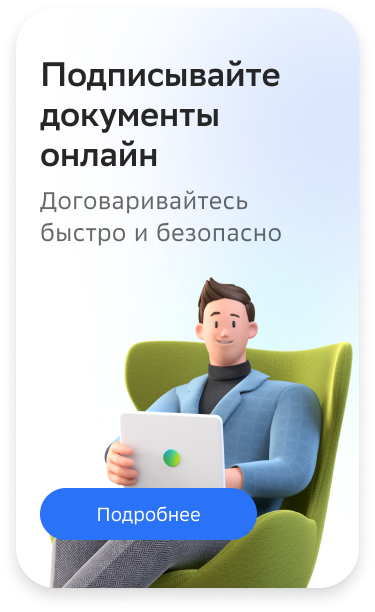 Подписывайте
документы
онлайн
Договаривайтесь
быстро и безопасно
Подробнее